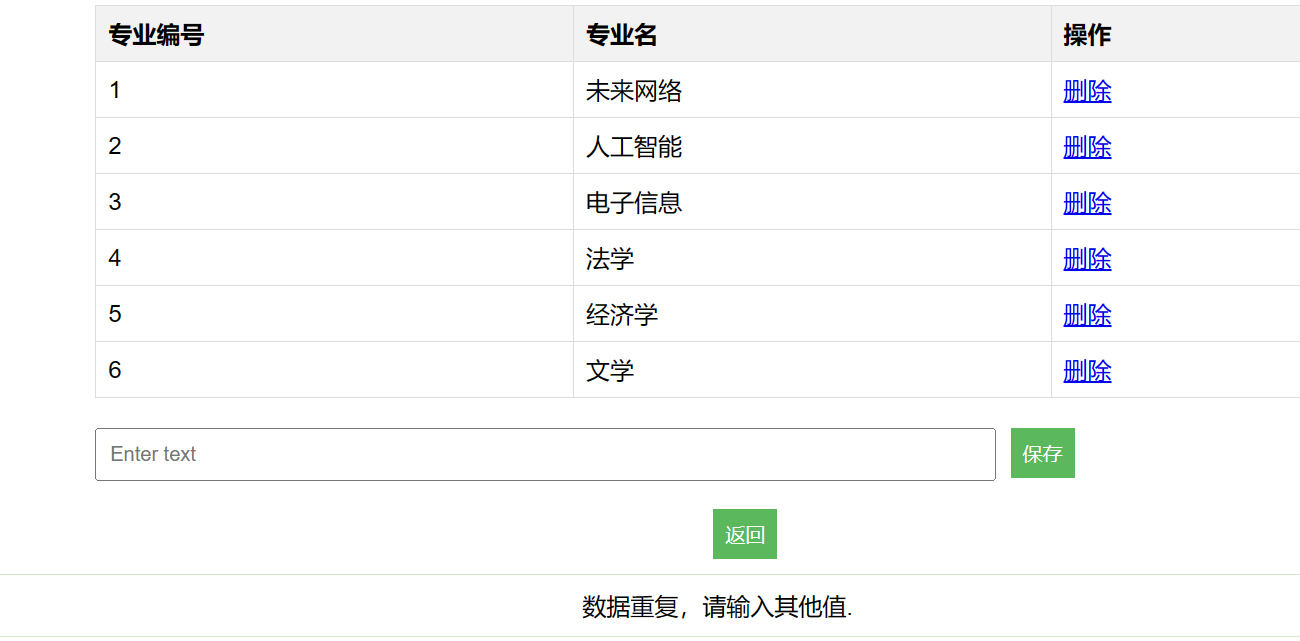 专业编号 专业名 操作
1 未来网络 删除
2 人工智能 删除
3 电子信息 删除
4 法学 删除
5 经济学 删除
6 文学 删除
Enter text 保存
返回
数据重复，请输入其他值.